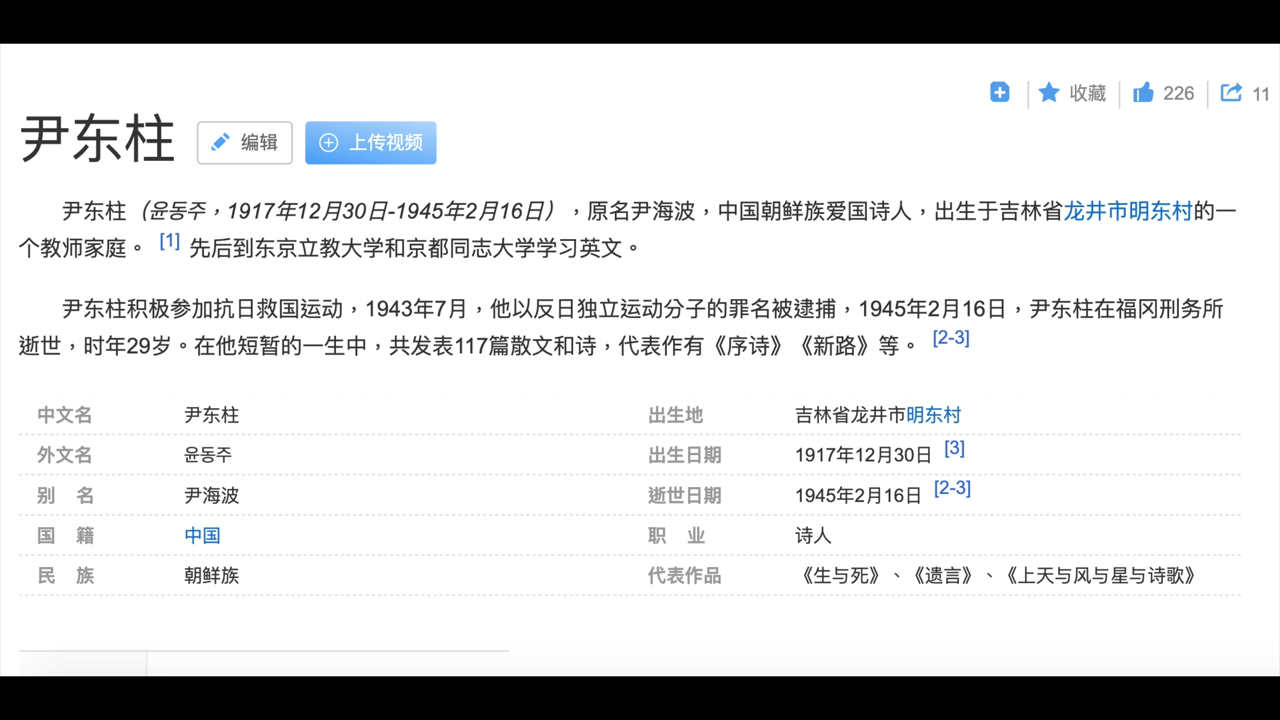 收藏 226 11
尹东柱 编辑 上传视频
尹东柱（윤동주，1917年12月30日-1945年2月16日），原名尹海波，中国朝鲜族爱国诗人，出生于吉林省龙井市明东村的一
个教师家庭。 [1] 先后到东京立教大学和京都同志大学学习英文。
尹东柱积极参加抗日救国运动，1943年7月，他以反日独立运动分子的罪名被逮捕，1945年2月16日，尹东柱在福冈刑务所
逝世，时年29岁。在他短暂的一生中，共发表117篇散文和诗，代表作有《序诗》《新路》等。 [2-3]
中文名 尹东柱 出生地 吉林省龙井市明东村
外文名 윤동주 出生日期 1917年12月30日 [3]
别 名 尹海波 逝世日期 1945年2月16日 [2-3]
国 籍 中国 职 业 诗人
民 族 朝鲜族 代表作品 《生与死》、《遗言》、《上天与风与星与诗歌》